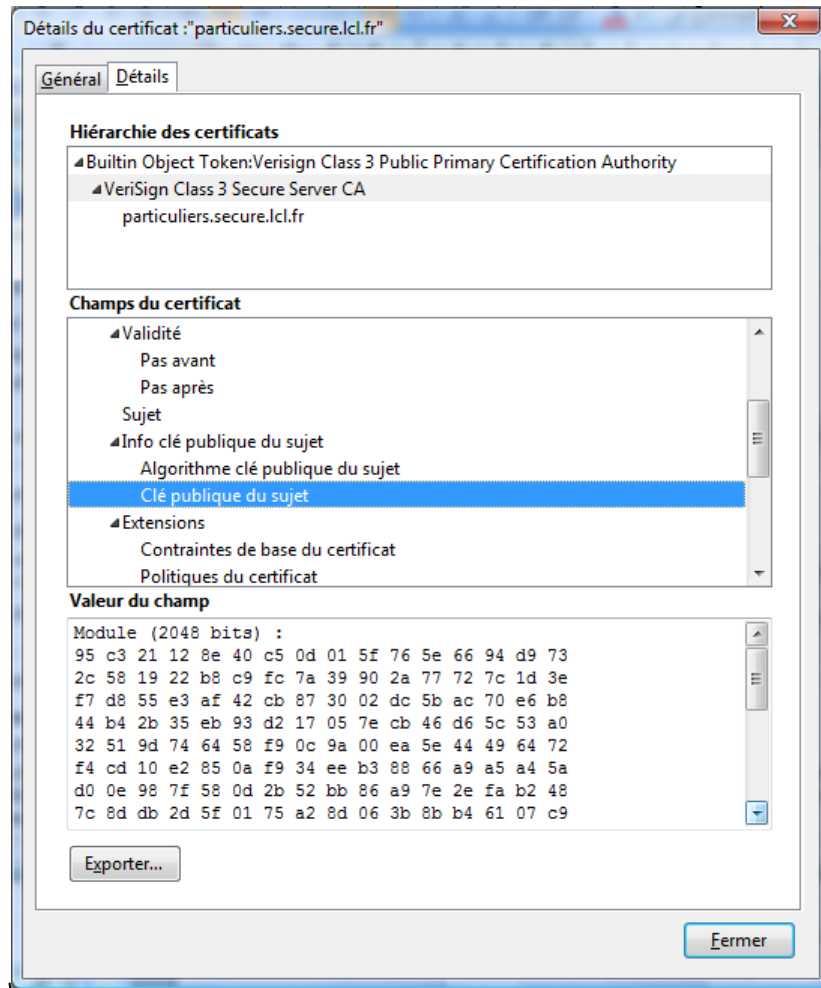 Détails du certificat :"particuliers.secure.lcl.fr"
Général Détails
Hiérarchie des certificats
Builtin Object Token:Verisign Class 3 Public Primary Certification Authority
VeriSign Class 3 Secure Server CA
particuliers.secure.lcl.fr
Champs du certificat
Validité
Pas avant
Pas après
Sujet
Info clé publique du sujet
Algorithme clé publique du sujet
Clé publique du sujet
Extensions
Contraintes de base du certificat
Politiques du certificat
Valeur du champ
Module (2048 bits) :
95 c3 21 12 8e 40 c5 0d 01 5f 76 5e 66 94 d9 73
2c 58 19 22 b8 c9 fc 7a 39 90 2a 77 72 7c 1d 3e
f7 d8 55 e3 af 42 cb 87 30 02 dc 5b ac 70 e6 b8
44 b4 2b 35 eb 93 d2 17 05 7e cb 46 d6 5c 53 a0
32 51 9d 74 64 58 f9 0c 9a 00 ea 5e 44 49 64 72
f4 cd 10 e2 85 0a f9 34 ee b3 88 66 a9 a5 a4 5a
d0 0e 98 7f 58 0d 2b 52 bb 86 a9 7e 2e fa b2 48
7c 8d db 2d 5f 01 75 a2 8d 06 3b 8b b4 61 07 c9
Exporter...
Fermer